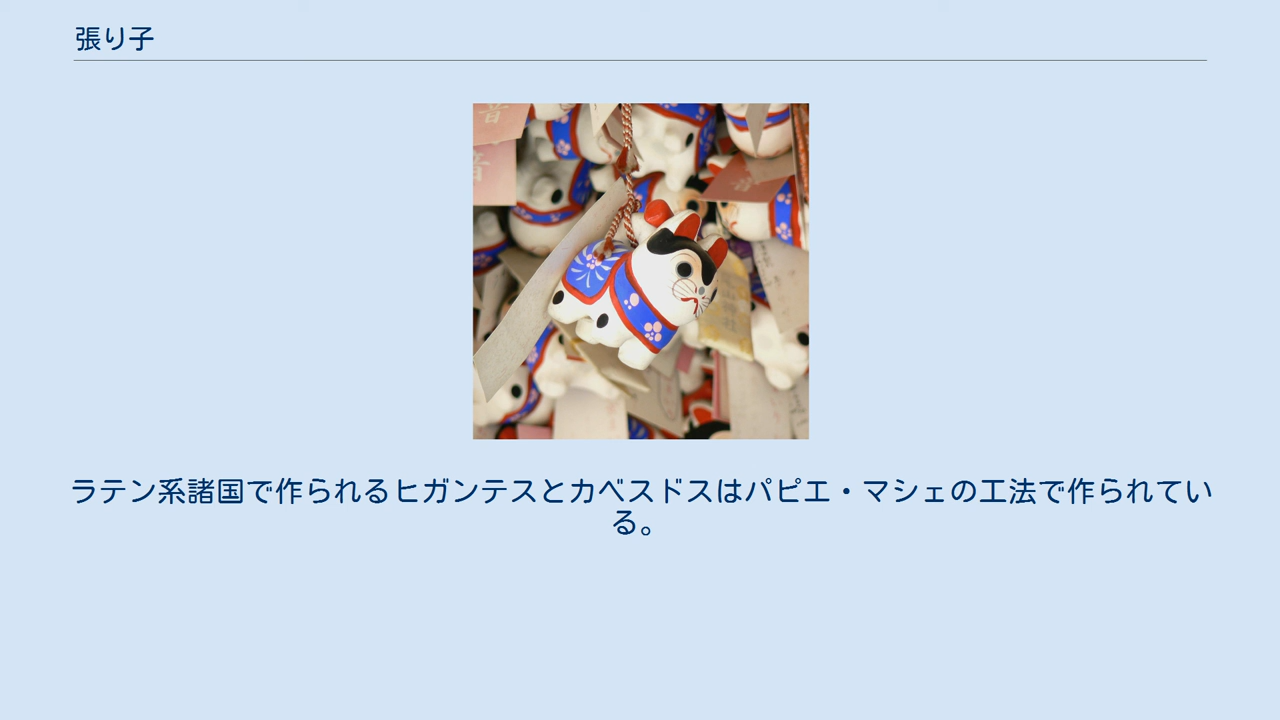 張り子
音
音
ラテン系諸国で作られるヒガンテスとカベスドスはパピエ・マシェの工法で作られてい
る。